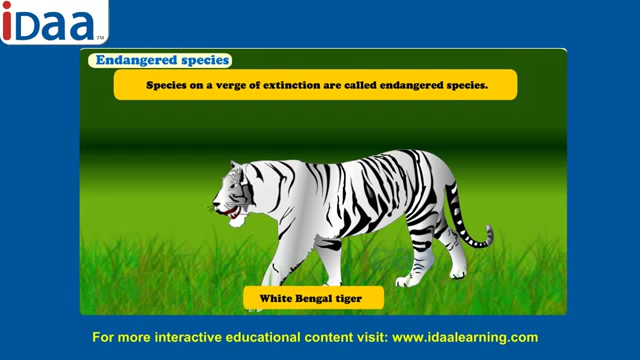 iDaa
TM
Endangered species
Species on a verge of extinction are called endangered species.
White Bengal tiger
For more interactive educational content visit: www.idaalearning.com